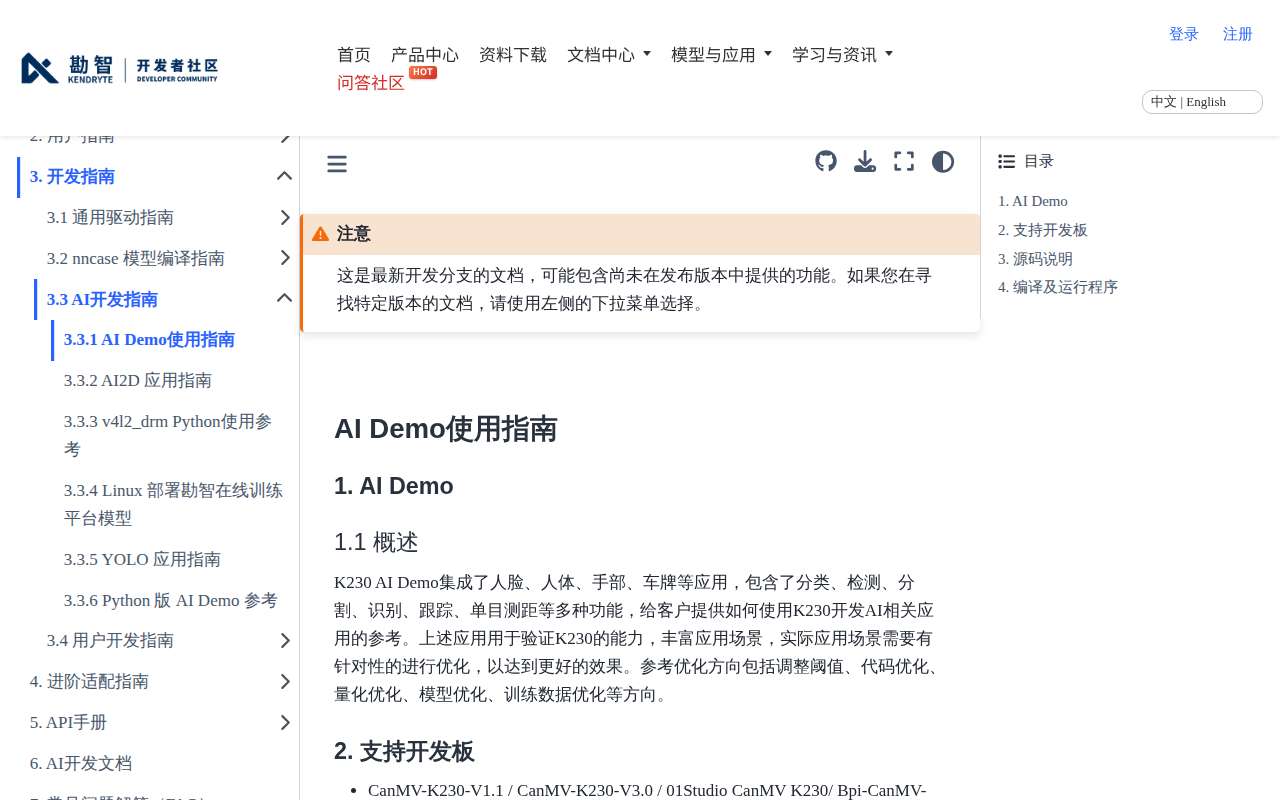 勘智
KENDRYTE
开发者社区
DEVELOPER COMMUNITY
首页
产品中心
资料下载
文档中心
模型与应用
学习与资讯
问答社区
HOT
登录
注册
中文 | English
2. 用户指南
3. 开发指南
3.1 通用驱动指南
3.2 nncase 模型编译指南
3.3 AI开发指南
3.3.1 AI Demo使用指南
3.3.2 AI2D 应用指南
3.3.3 v4l2_drm Python使用参
考
3.3.4 Linux 部署勘智在线训练
平台模型
3.3.5 YOLO 应用指南
3.3.6 Python 版 AI Demo 参考
3.4 用户开发指南
4. 进阶适配指南
5. API手册
6. AI开发文档
注意
这是最新开发分支的文档，可能包含尚未在发布版本中提供的功能。如果您在寻
找特定版本的文档，请使用左侧的下拉菜单选择。
AI Demo使用指南
1. AI Demo
1.1 概述
K230 AI Demo集成了人脸、人体、手部、车牌等应用，包含了分类、检测、分
割、识别、跟踪、单目测距等多种功能，给客户提供如何使用K230开发AI相关应
用的参考。上述应用用于验证K230的能力，丰富应用场景，实际应用场景需要有
针对性的进行优化，以达到更好的效果。参考优化方向包括调整阈值、代码优化、
量化优化、模型优化、训练数据优化等方向。
2. 支持开发板
• CanMV-K230-V1.1 / CanMV-K230-V3.0 / 01Studio CanMV K230/ Bpi-CanMV-
目录
1. AI Demo
2. 支持开发板
3. 源码说明
4. 编译及运行程序